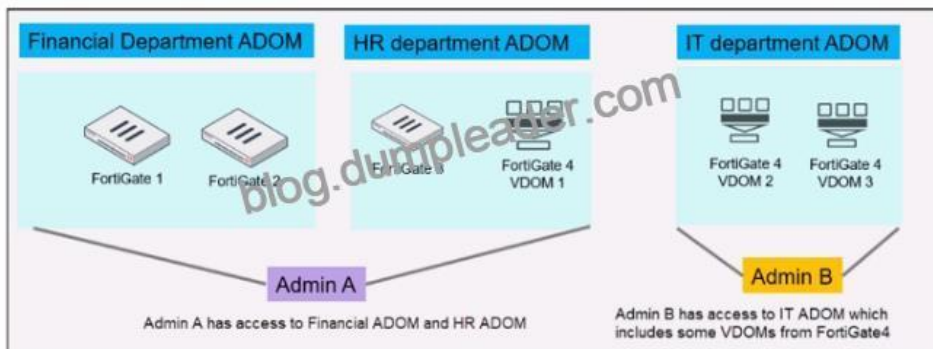 Financial Department ADOM
HR department ADOM
IT department ADOM
FortiGate 1
FortiGate 2
FortiGate 3
FortiGate 4
VDOM 1
FortiGate 4
VDOM 2
FortiGate 4
VDOM 3
blog.dumpleader.com
Admin A
Admin A has access to Financial ADOM and HR ADOM
Admin B
Admin B has access to IT ADOM which
includes some VDOMs from FortiGate4